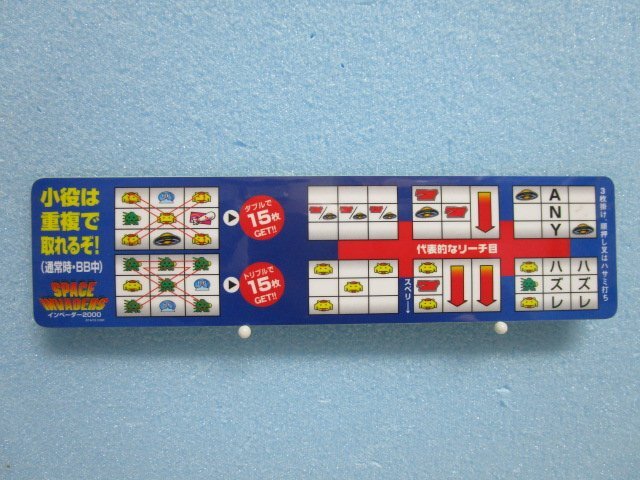 小役は
重複で
取れるぞ!
(通常時・BB中)
SPACE
INVADERS
インベーダー2000
ダブルで
15枚
GET!!
トリプルで
15枚
GET!!
代表的なリーチ目
スベリ→
A
N
Y
ハズレ
ハズレ
3枚掛け、順押し又はハサミ打ち